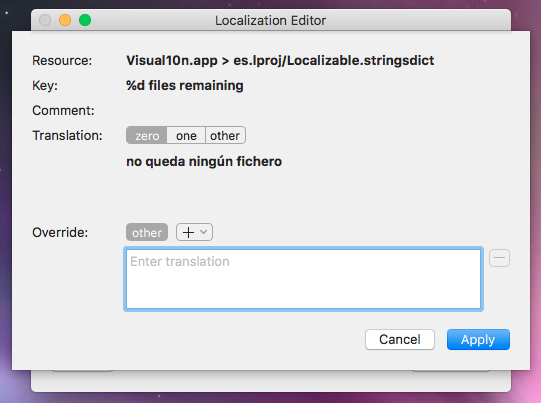 Localization Editor
Resource: Visual10n.app > es.lproj/Localizable.stringsdict
Key: %d files remaining
Comment:
Translation: zero one other
no queda ningún fichero
Override: other +
Enter translation
Cancel Apply